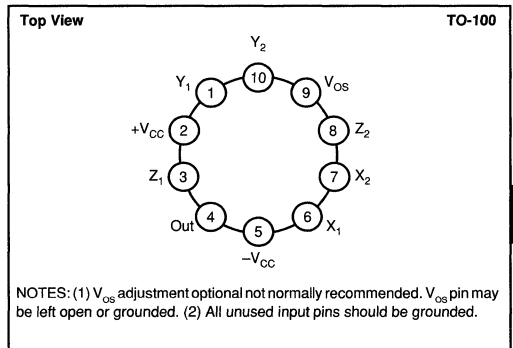 Top View TO-100
Y2
Y1 10 VOS
1 9
+VCC 2 8 Z2
Z1 3 7 X2
Out 4 5 6 X1
–VCC
NOTES: (1) VOS adjustment optional not normally recommended. VOS pin may
be left open or grounded. (2) All unused input pins should be grounded.